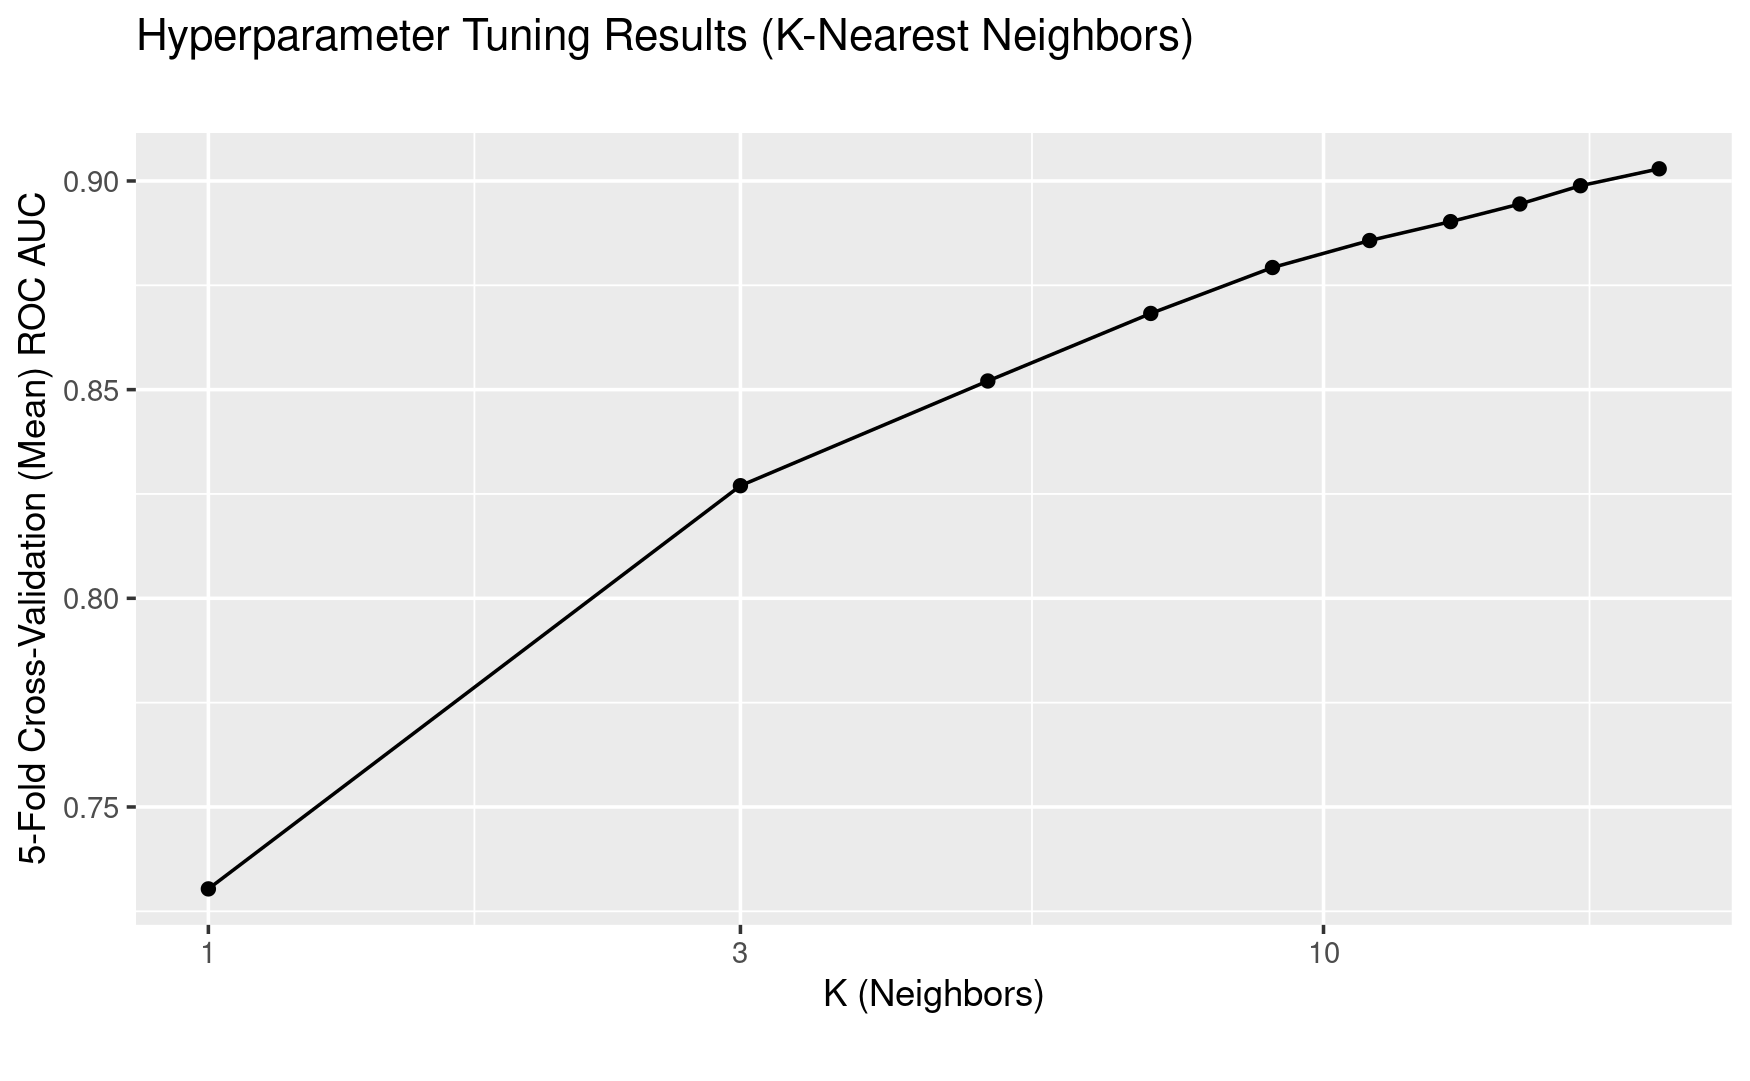 Hyperparameter Tuning Results (K-Nearest Neighbors)
5-Fold Cross-Validation (Mean) ROC AUC
0.90
0.85
0.80
0.75
1
3
10
K (Neighbors)